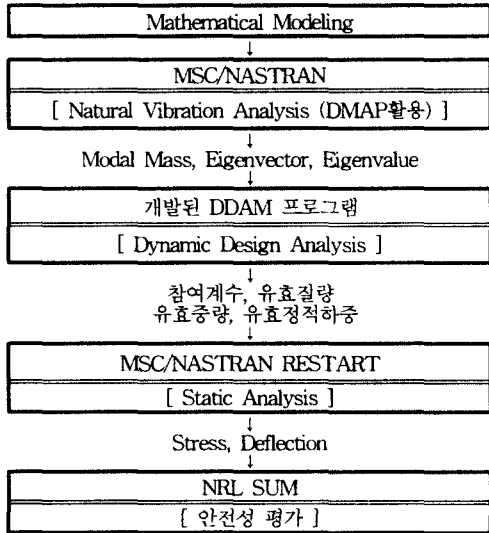 Mathematical Modeling
↓
MSC/NASTRAN
[ Natural Vibration Analysis (DMAP활용) ]
↓
Modal Mass, Eigenvector, Eigenvalue
↓
개발된 DDAM 프로그램
[ Dynamic Design Analysis ]
↓
참여계수, 유효질량
유효중량, 유효정적하중
↓
MSC/NASTRAN RESTART
[ Static Analysis ]
↓
Stress, Deflection
↓
NRL SUM
[ 안전성 평가 ]